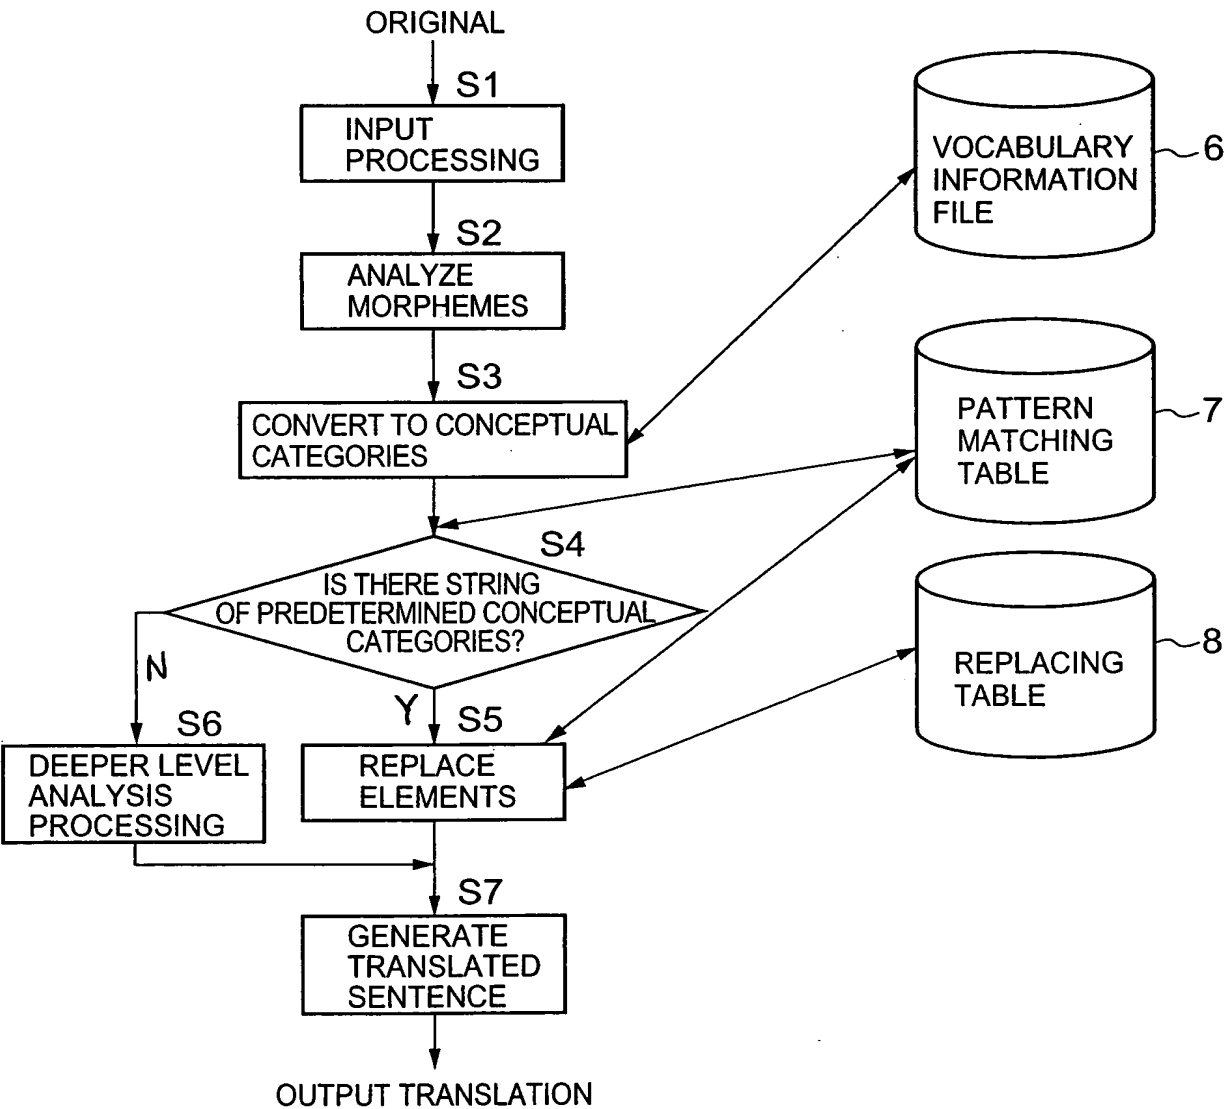 ORIGINAL
S1
INPUT
PROCESSING
S2
ANALYZE
MORPHEMES
S3
CONVERT TO CONCEPTUAL
CATEGORIES
S4
IS THERE STRING
OF PREDETERMINED CONCEPTUAL
CATEGORIES?
N
Y
S6
DEEPER LEVEL
ANALYSIS
PROCESSING
S5
REPLACE
ELEMENTS
S7
GENERATE
TRANSLATED
SENTENCE
OUTPUT TRANSLATION
VOCABULARY
INFORMATION
FILE
6
PATTERN
MATCHING
TABLE
7
REPLACING
TABLE
8